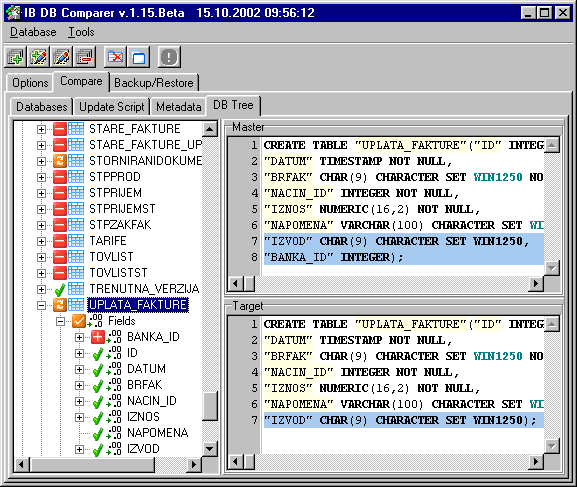 IB DB Comparer v.1.15.Beta 15.10.2002 09:56:12
Database Tools
Options Compare Backup/Restore
Databases Update Script Metadata DB Tree
STARE_FAKTURE
STARE_FAKTURE_UP
STORNIRANIDOKUME
STPPROD
STPRIJEM
STPRIJEMST
STPZAKFAK
TARIFE
TOVLIST
TOVLISTST
TRENUTNA_VERZIJA
UPLATA_FAKTURE
Fields
BANKA_ID
ID
DATUM
BRFAK
NACIN_ID
IZNOS
NAPOMENA
IZVOD
Master
1 CREATE TABLE "UPLATA_FAKTURE"("ID" INTEG
2 "DATUM" TIMESTAMP NOT NULL,
3 "BRFAK" CHAR(9) CHARACTER SET WIN1250 NO
4 "NACIN_ID" INTEGER NOT NULL,
5 "IZNOS" NUMERIC(16,2) NOT NULL,
6 "NAPOMENA" VARCHAR(100) CHARACTER SET WI
7 "IZVOD" CHAR(9) CHARACTER SET WIN1250,
8 "BANKA_ID" INTEGER);
Target
1 CREATE TABLE "UPLATA_FAKTURE"("ID" INTEG
2 "DATUM" TIMESTAMP NOT NULL,
3 "BRFAK" CHAR(9) CHARACTER SET WIN1250 NO
4 "NACIN_ID" INTEGER NOT NULL,
5 "IZNOS" NUMERIC(16,2) NOT NULL,
6 "NAPOMENA" VARCHAR(100) CHARACTER SET WI
7 "IZVOD" CHAR(9) CHARACTER SET WIN1250);